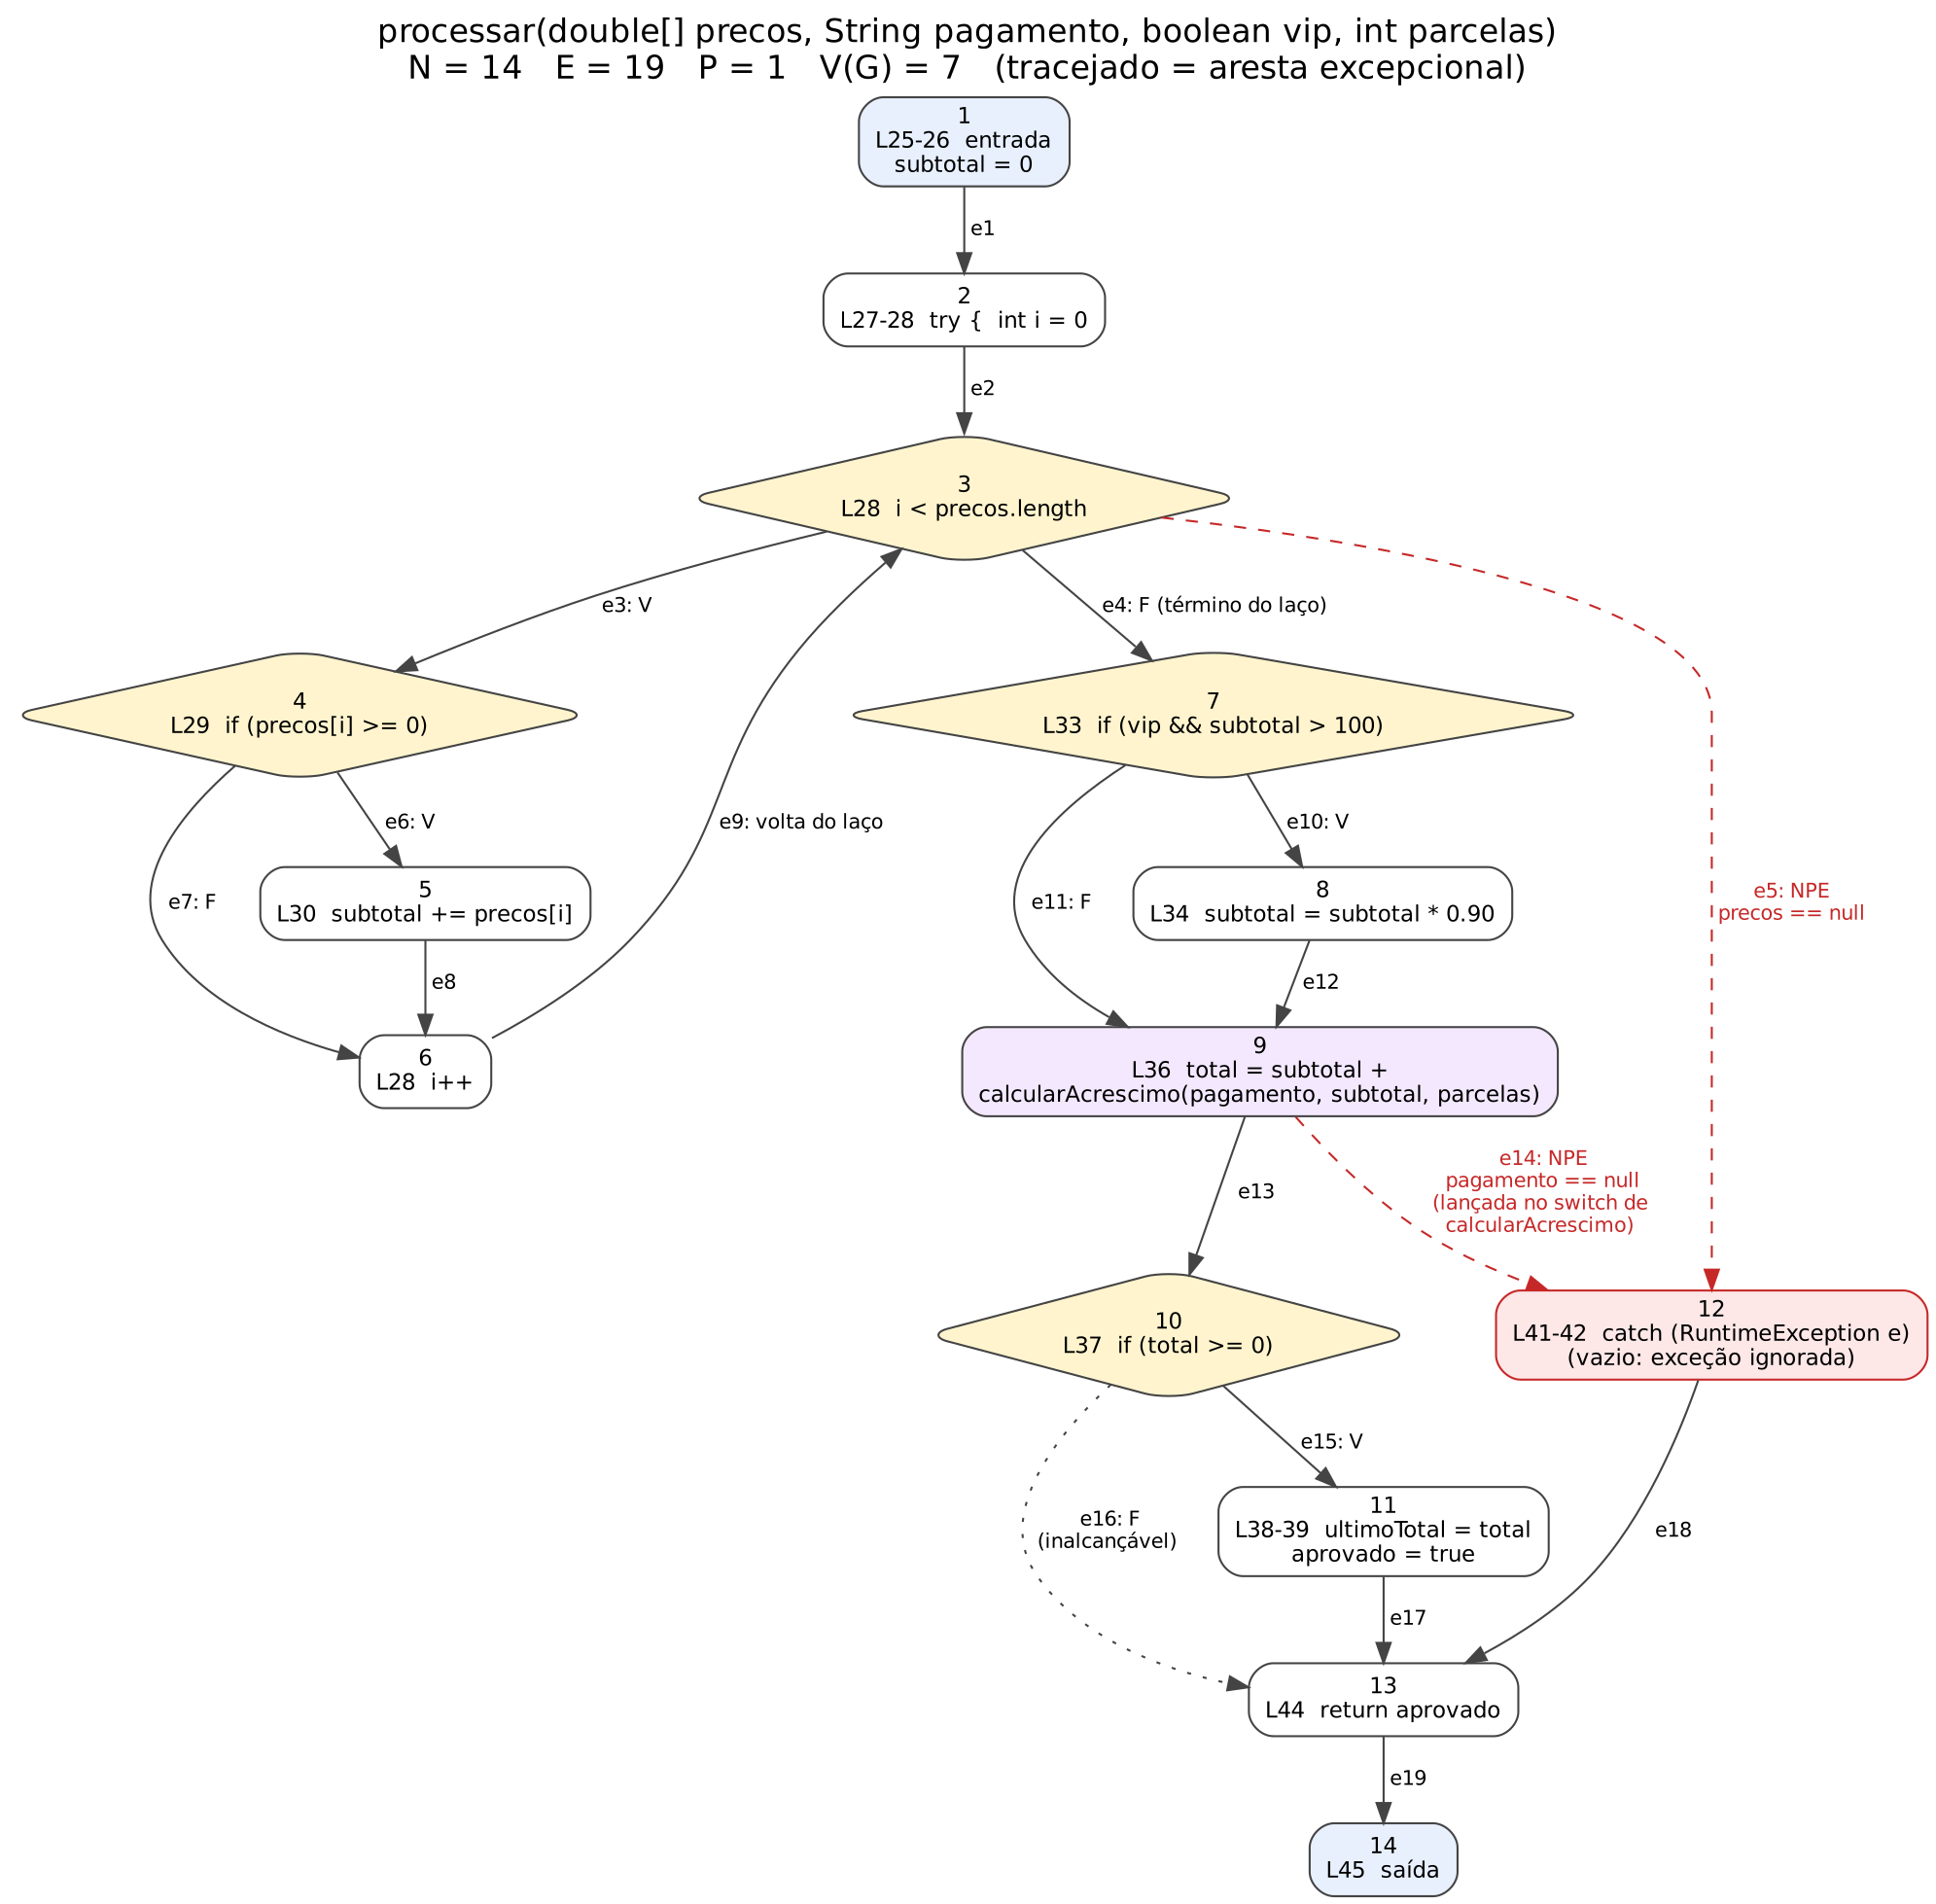 processar(double[] precos, String pagamento, boolean vip, int parcelas)
N = 14   E = 19   P = 1   V(G) = 7   (tracejado = aresta excepcional)
1
L25-26  entrada
subtotal = 0
e1
2
L27-28  try {  int i = 0
e2
3
L28  i < precos.length
e3: V
e4: F (término do laço)
4
L29  if (precos[i] >= 0)
7
L33  if (vip && subtotal > 100)
e6: V
e9: volta do laço
e10: V
e7: F
5
L30  subtotal += precos[i]
e11: F
8
L34  subtotal = subtotal * 0.90
e5: NPE
precos == null
e8
e12
6
L28  i++
9
L36  total = subtotal +
calcularAcrescimo(pagamento, subtotal, parcelas)
e13
e14: NPE
pagamento == null
(lançada no switch de
calcularAcrescimo)
10
L37  if (total >= 0)
12
L41-42  catch (RuntimeException e)
(vazio: exceção ignorada)
e15: V
e16: F
(inalcançável)
11
L38-39  ultimoTotal = total
aprovado = true
e18
e17
13
L44  return aprovado
e19
14
L45  saída